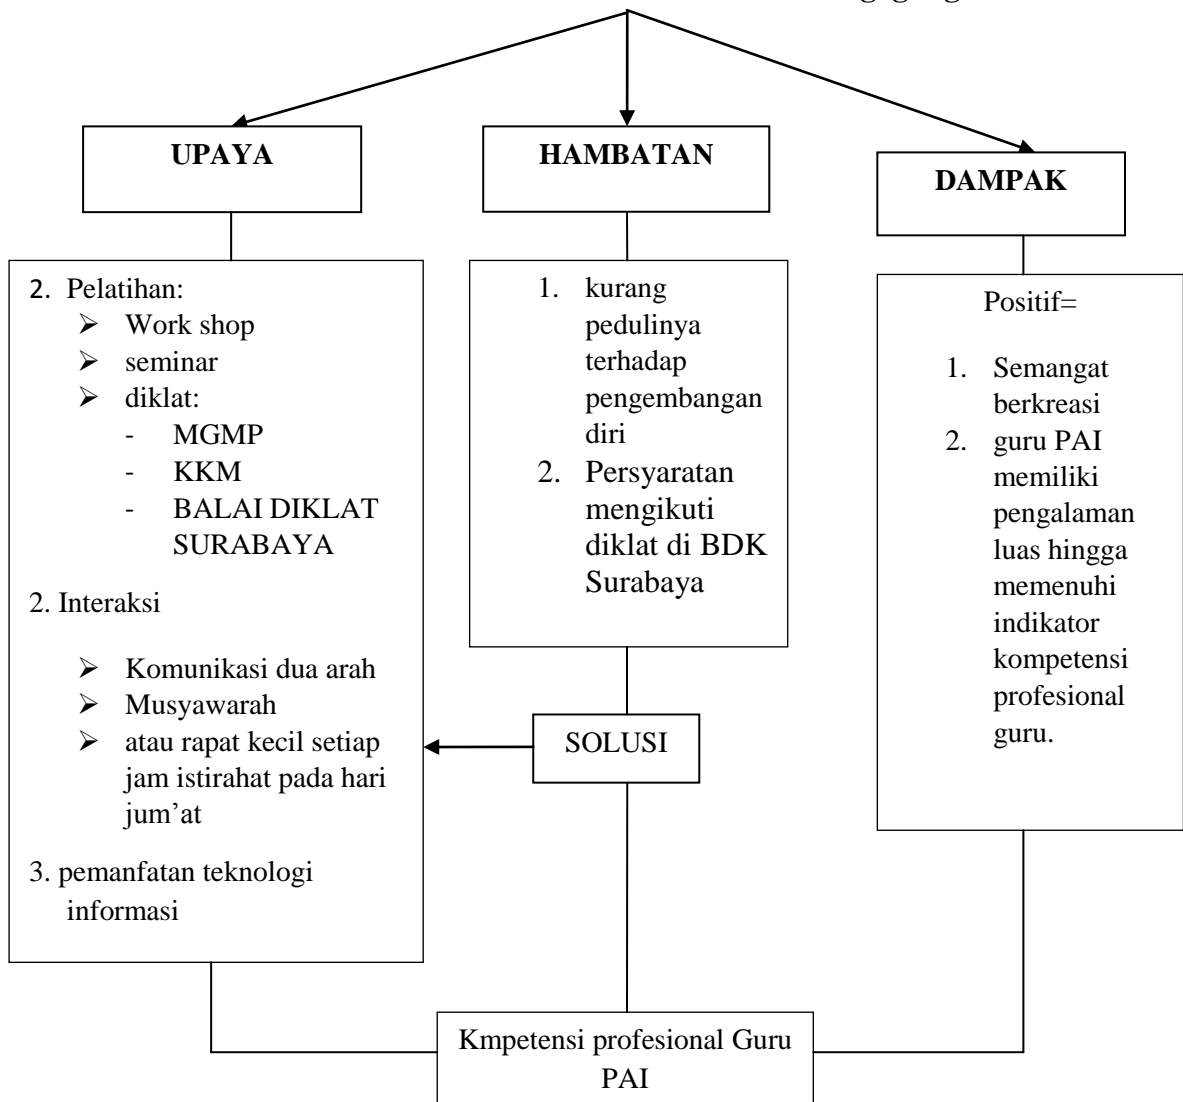 UPAYA
HAMBATAN
DAMPAK
2. Pelatihan:
➢ Work shop
➢ seminar
➢ diklat:
- MGMP
- KKM
- BALAI DIKLAT
SURABAYA
2. Interaksi
➢ Komunikasi dua arah
➢ Musyawarah
➢ atau rapat kecil setiap
jam istirahat pada hari
jum’at
3. pemanfatan teknologi
informasi
1. kurang
pedulinya
terhadap
pengembangan
diri
2. Persyaratan
mengikuti
diklat di BDK
Surabaya
SOLUSI
Positif=
1. Semangat
berkreasi
2. guru PAI
memiliki
pengalaman
luas hingga
memenuhi
indikator
kompetensi
profesional
guru.
Kmpetensi profesional Guru
PAI